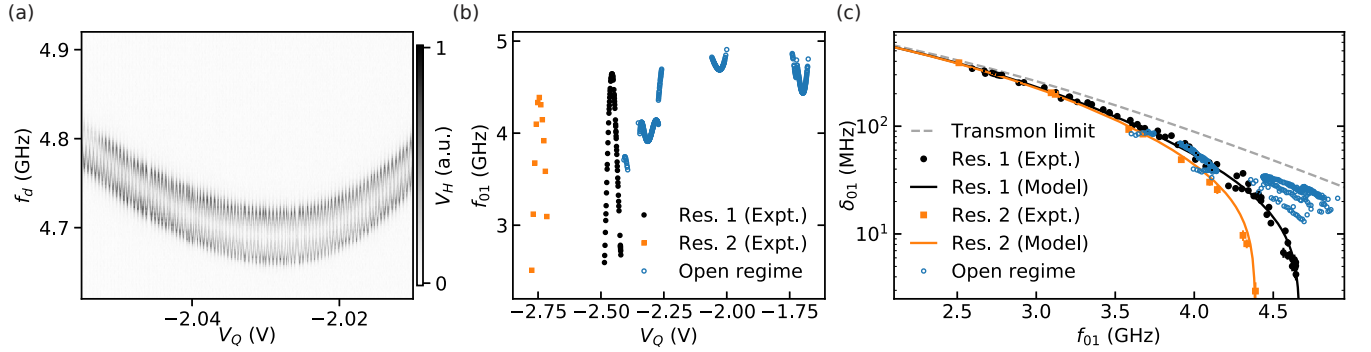 (a)
4.9
4.8
4.7
f_d (GHz)
−2.04
−2.02
V_Q (V)
1
0
V_H (a.u.)
(b)
5
4
3
f_01 (GHz)
Res. 1 (Expt.)
Res. 2 (Expt.)
Open regime
−2.75
−2.50
−2.25
−2.00
−1.75
V_Q (V)
(c)
10^2
10^1
δ_01 (MHz)
Transmon limit
Res. 1 (Expt.)
Res. 1 (Model)
Res. 2 (Expt.)
Res. 2 (Model)
Open regime
2.5
3.0
3.5
4.0
4.5
f_01 (GHz)